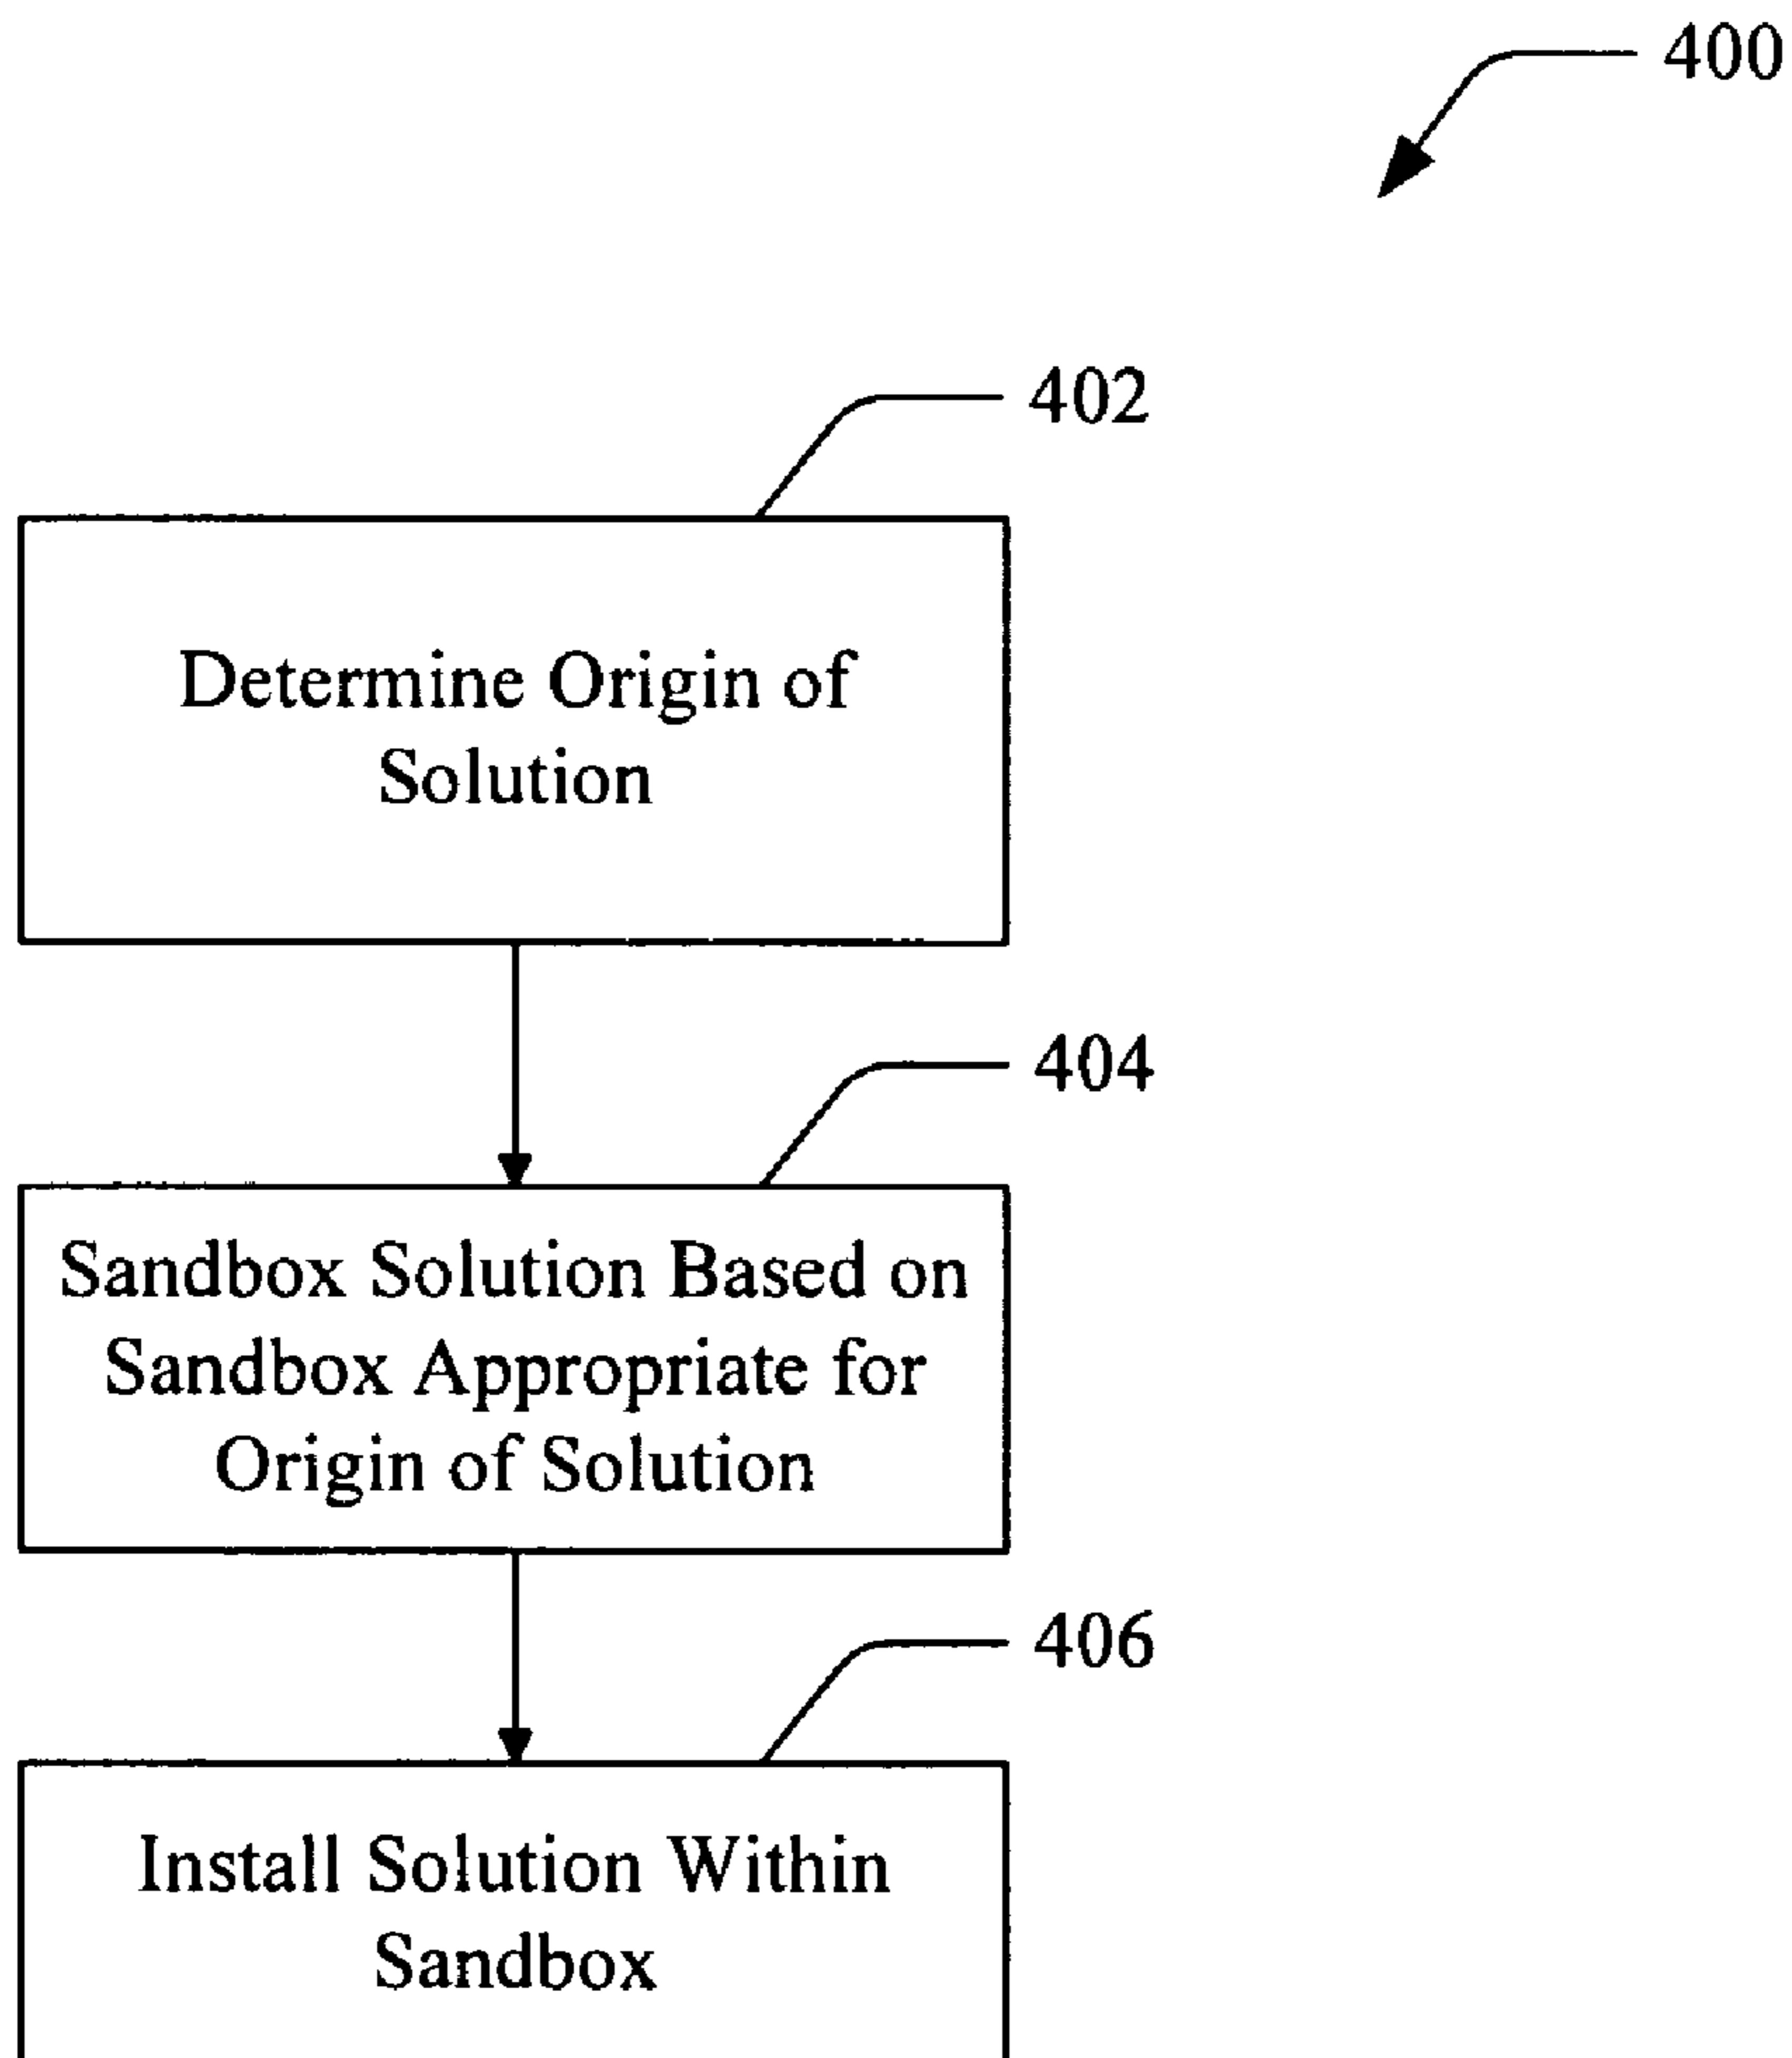 400
402
Determine Origin of
Solution
404
Sandbox Solution Based on
Sandbox Appropriate for
Origin of Solution
406
Install Solution Within
Sandbox